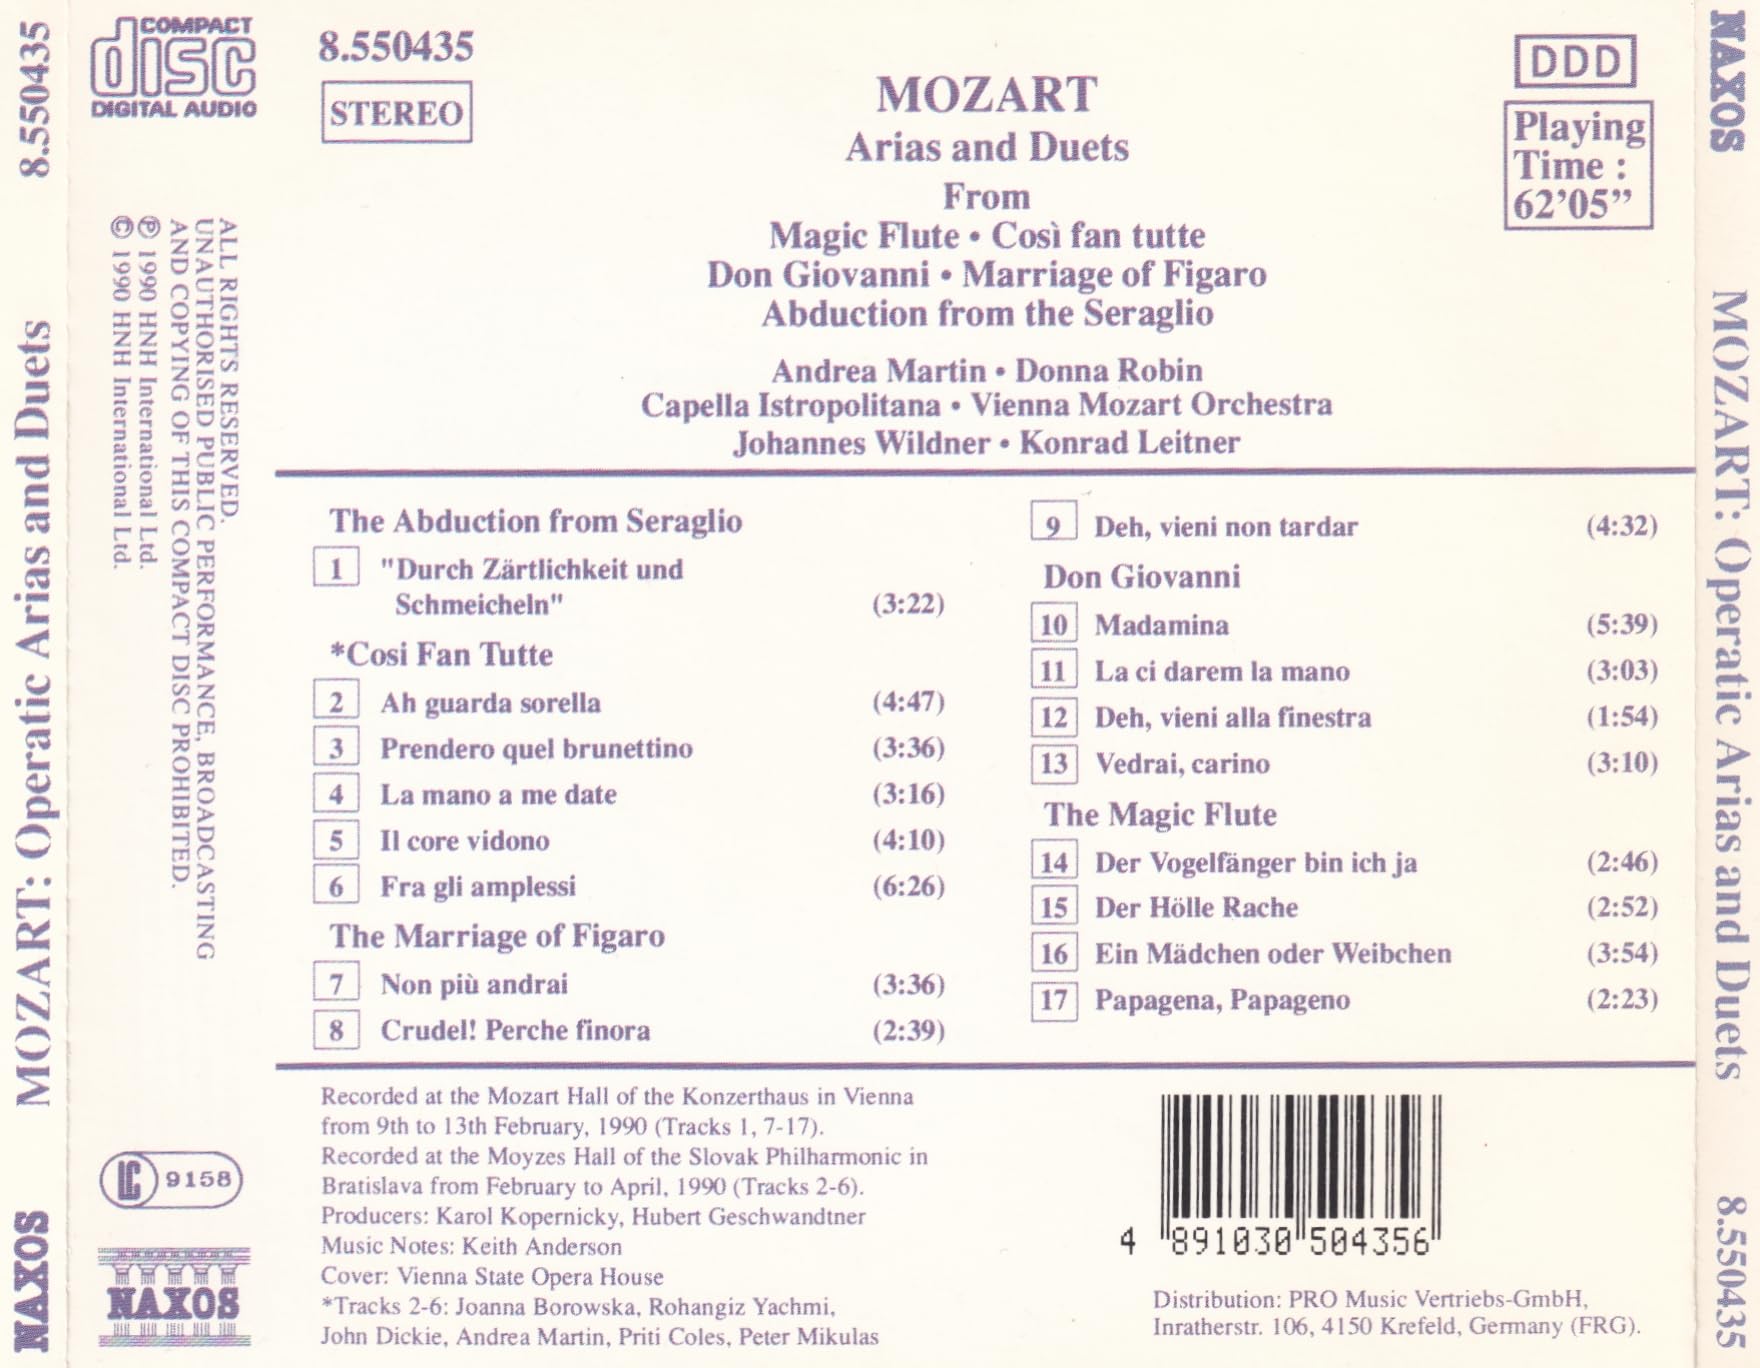 8.550435
MOZART: Operatic Arias and Duets
NAXOS
COMPACT
disc
DIGITAL AUDIO
ALL RIGHTS RESERVED.
UNAUTHORISED PUBLIC PERFORMANCE, BROADCASTING
AND COPYING OF THIS COMPACT DISC PROHIBITED.
℗ 1990 HNH International Ltd.
© 1990 HNH International Ltd.
LC 9158
NAXOS
8.550435
STEREO
MOZART
Arias and Duets
From
Magic Flute • Così fan tutte
Don Giovanni • Marriage of Figaro
Abduction from the Seraglio
Andrea Martin • Donna Robin
Capella Istropolitana • Vienna Mozart Orchestra
Johannes Wildner • Konrad Leitner
DDD
Playing
Time :
62’05”
The Abduction from Seraglio
1 "Durch Zärtlichkeit und
Schmeicheln" (3:22)
*Cosi Fan Tutte
2 Ah guarda sorella (4:47)
3 Prendero quel brunettino (3:36)
4 La mano a me date (3:16)
5 Il core vidono (4:10)
6 Fra gli amplessi (6:26)
The Marriage of Figaro
7 Non più andrai (3:36)
8 Crudel! Perche finora (2:39)
9 Deh, vieni non tardar (4:32)
Don Giovanni
10 Madamina (5:39)
11 La ci darem la mano (3:03)
12 Deh, vieni alla finestra (1:54)
13 Vedrai, carino (3:10)
The Magic Flute
14 Der Vogelfänger bin ich ja (2:46)
15 Der Hölle Rache (2:52)
16 Ein Mädchen oder Weibchen (3:54)
17 Papagena, Papageno (2:23)
Recorded at the Mozart Hall of the Konzerthaus in Vienna
from 9th to 13th February, 1990 (Tracks 1, 7-17).
Recorded at the Moyzes Hall of the Slovak Philharmonic in
Bratislava from February to April, 1990 (Tracks 2-6).
Producers: Karol Kopernicky, Hubert Geschwandtner
Music Notes: Keith Anderson
Cover: Vienna State Opera House
*Tracks 2-6: Joanna Borowska, Rohangiz Yachmi,
John Dickie, Andrea Martin, Priti Coles, Peter Mikulas
4 891030 504356
Distribution: PRO Music Vertriebs-GmbH,
Inratherstr. 106, 4150 Krefeld, Germany (FRG).
NAXOS
MOZART: Operatic Arias and Duets
8.550435